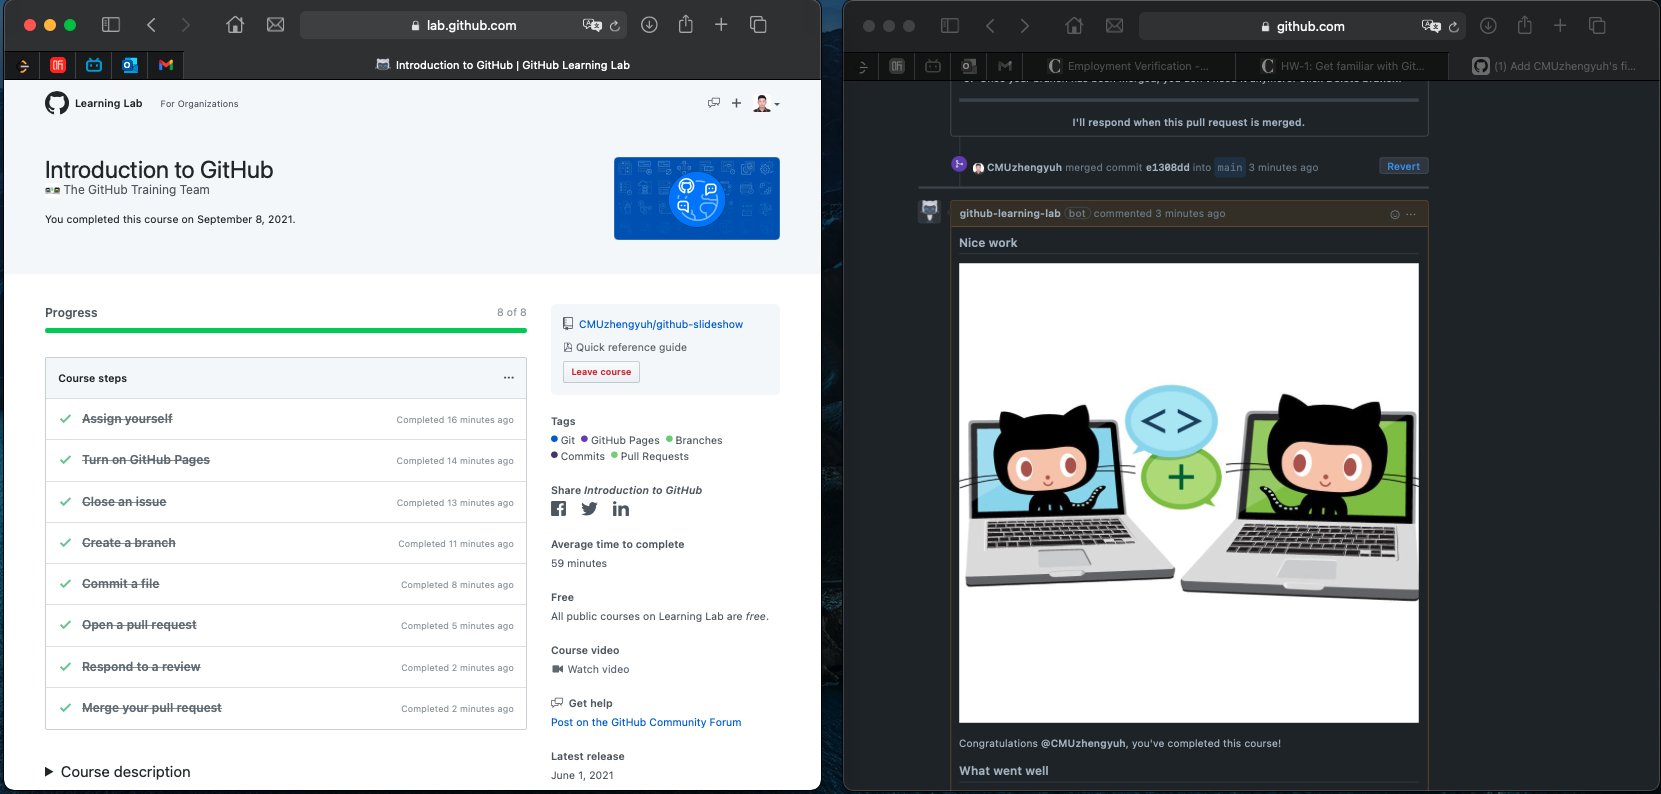 lab.github.com
Introduction to GitHub | GitHub Learning Lab
Learning Lab For Organizations
Introduction to GitHub
The GitHub Training Team
You completed this course on September 8, 2021.
Progress 8 of 8
Course steps
Assign yourself Completed 16 minutes ago
Turn on GitHub Pages Completed 14 minutes ago
Close an issue Completed 13 minutes ago
Create a branch Completed 11 minutes ago
Commit a file Completed 8 minutes ago
Open a pull request Completed 5 minutes ago
Respond to a review Completed 2 minutes ago
Merge your pull request Completed 2 minutes ago
Course description
CMUzhengyuh/github-slideshow
Quick reference guide
Leave course
Tags
Git GitHub Pages Branches
Commits Pull Requests
Share Introduction to GitHub
Average time to complete
59 minutes
Free
All public courses on Learning Lab are free.
Course video
Watch video
Get help
Post on the GitHub Community Forum
Latest release
June 1, 2021
github.com
Employment Verification -...
HW-1: Get familiar with Git...
(1) Add CMUzhengyuh's fi...
I'll respond when this pull request is merged.
CMUzhengyuh merged commit e1308dd into main 3 minutes ago Revert
github-learning-lab bot commented 3 minutes ago
Nice work
Congratulations @CMUzhengyuh, you've completed this course!
What went well